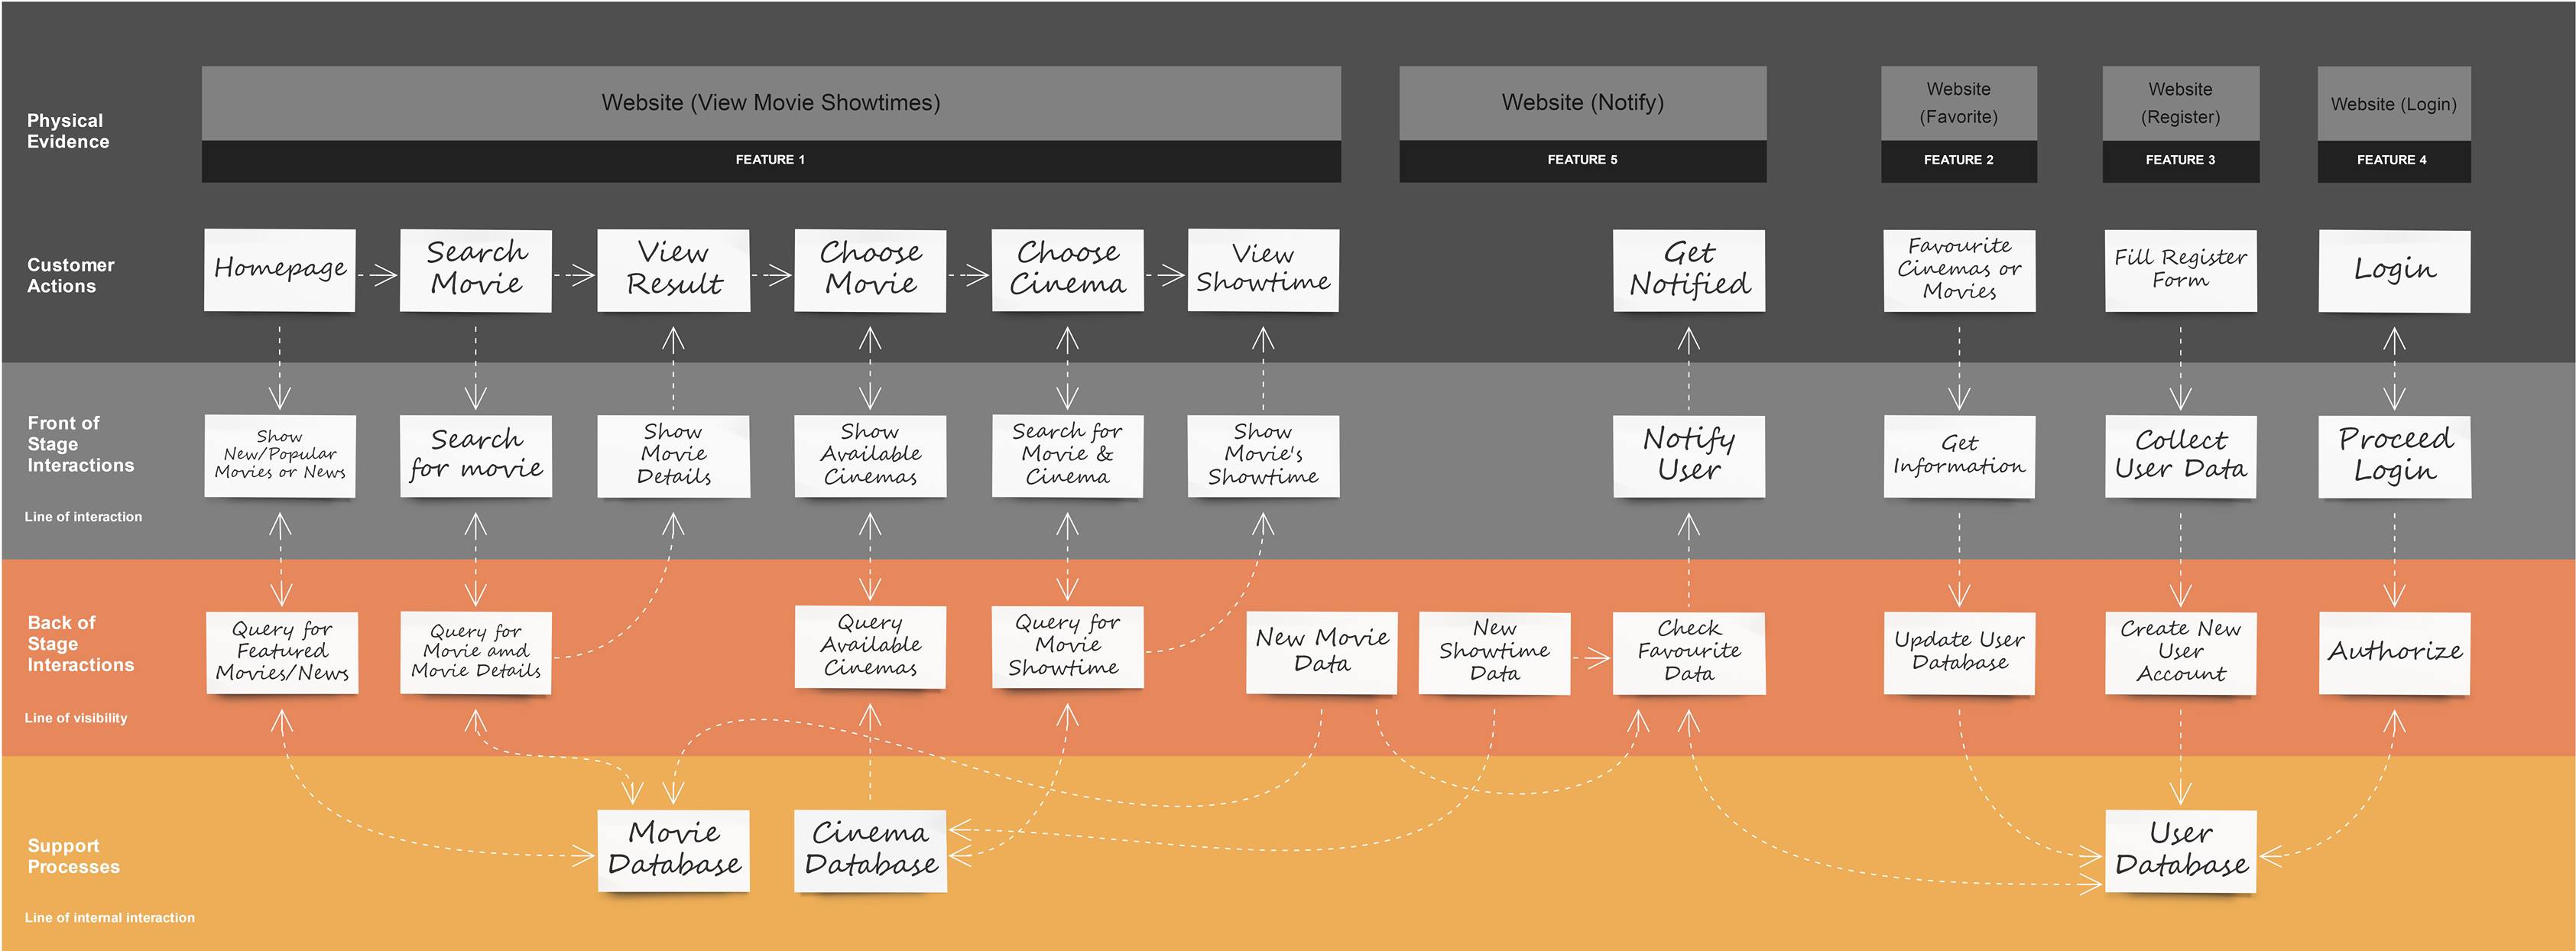 Website (View Movie Showtimes)
FEATURE 1
Website (Notify)
FEATURE 5
Website
(Favorite)
FEATURE 2
Website
(Register)
FEATURE 3
Website (Login)
FEATURE 4
Physical
Evidence
Customer
Actions
Homepage
Search
Movie
View
Result
Choose
Movie
Choose
Cinema
View
Showtime
Get
Notified
Favourite
Cinemas or
Movies
Fill Register
Form
Login
Front of
Stage
Interactions
Show
New/Popular
Movies or News
Search
for movie
Show
Movie
Details
Show
Available
Cinemas
Search for
Movie &
Cinema
Show
Movie's
Showtime
Notify
User
Get
Information
Collect
User Data
Proceed
Login
Line of interaction
Back of
Stage
Interactions
Query for
Featured
Movies/News
Query for
Movie and
Movie Details
Query
Available
Cinemas
Query for
Movie
Showtime
New Movie
Data
New
Showtime
Data
Check
Favourite
Data
Update User
Database
Create New
User
Account
Authorize
Line of visibility
Support
Processes
Movie
Database
Cinema
Database
User
Database
Line of internal interaction